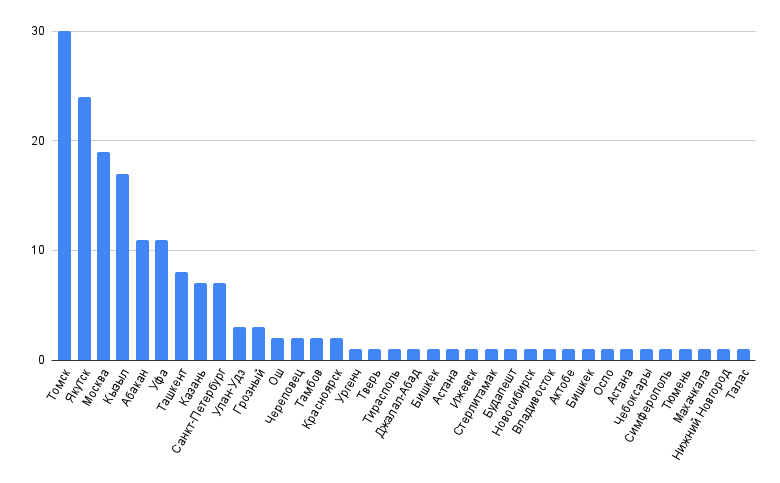 30
20
10
0
Томск
Якутск
Москва
Кызыл
Абакан
Уфа
Ташкент
Казань
Санкт-Петербург
Улан-Удэ
Грозный
Ош
Череповец
Тамбов
Красноярск
Ургенч
Тверь
Тирасполь
Джалал-Абад
Бишкек
Астана
Ижевск
Стерлитамак
Будапешт
Новосибирск
Владивосток
Актобе
Бишкек
Осло
Астана
Чебоксары
Симферополь
Тюмень
Махачкала
Нижний Новгород
Талас